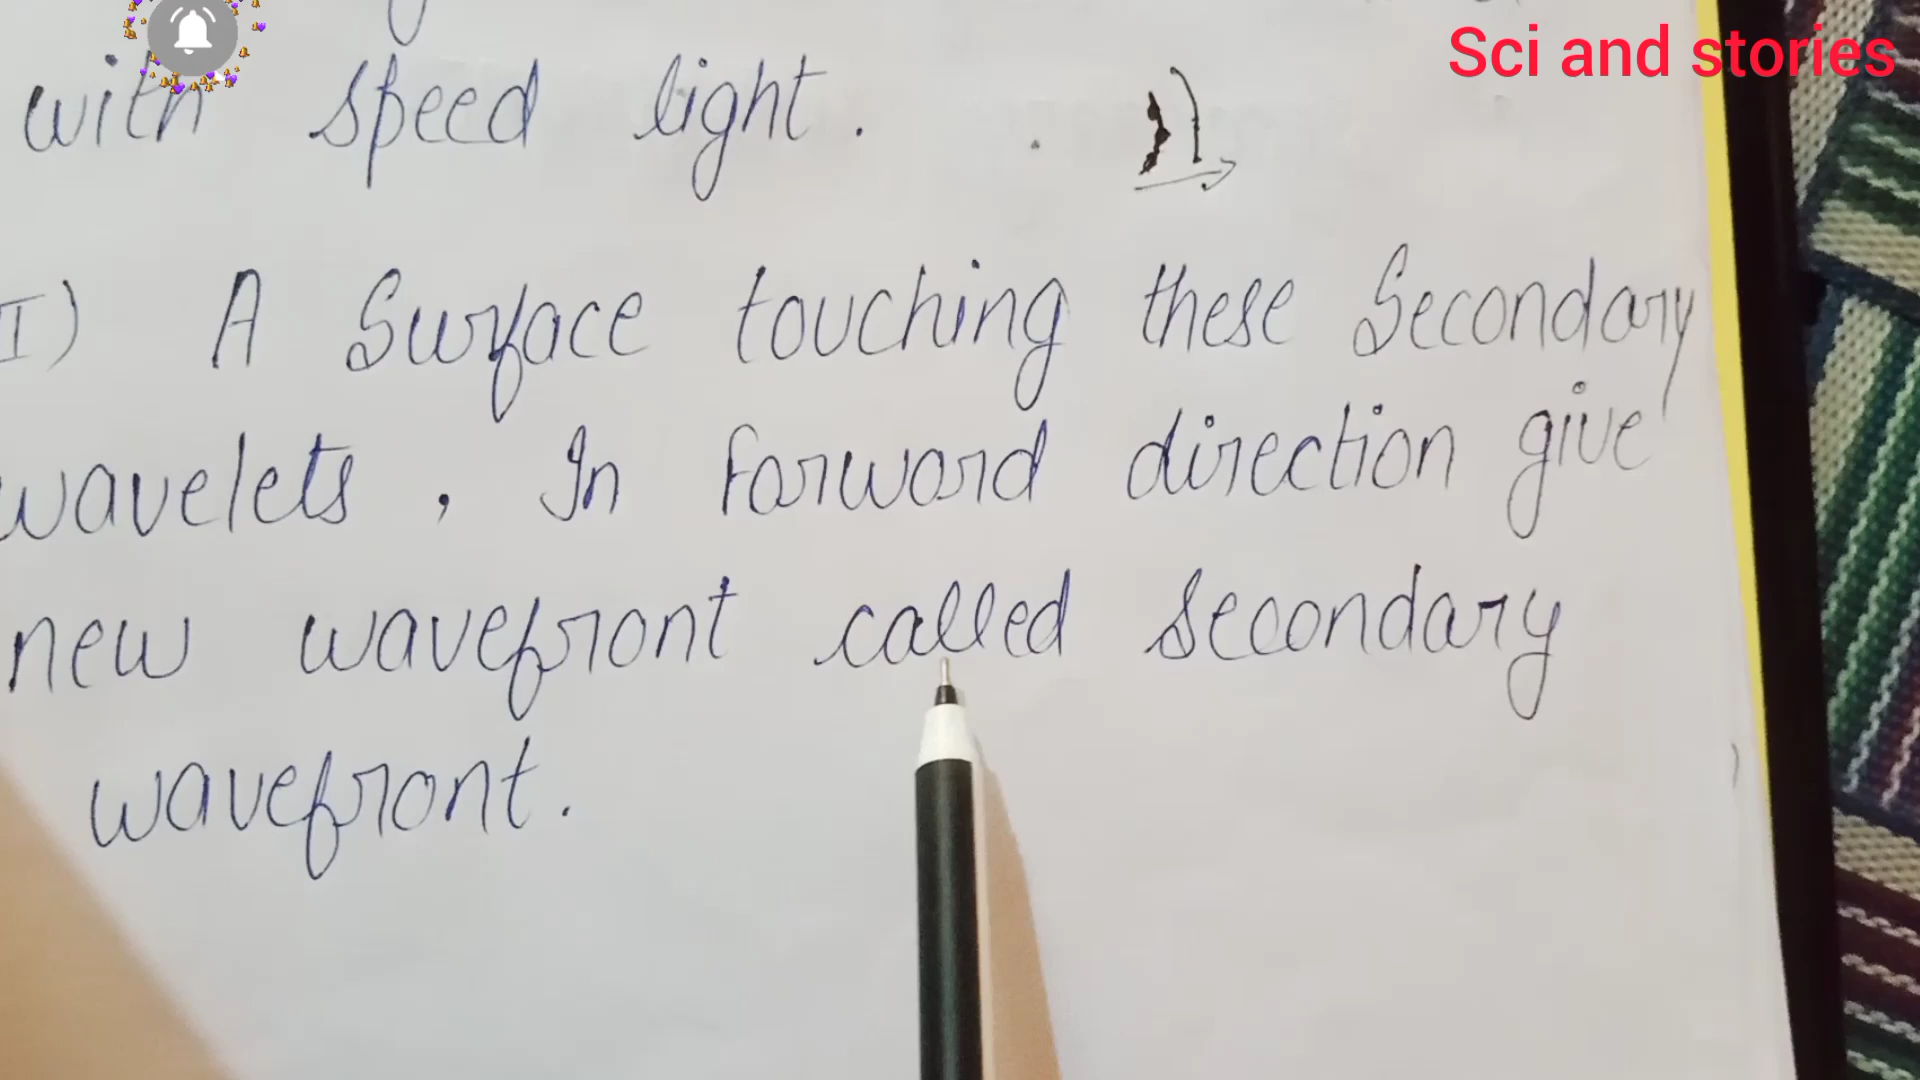 Sci and stories
with speed light.
I) A Surface touching these Secondary
wavelets, In Forward direction give
new wavefront called secondary
wavefront.